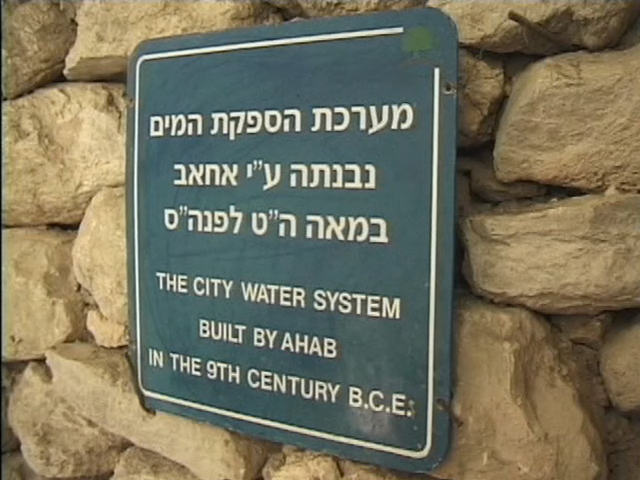 מערכת הספקת המים
נבנתה ע"י אחאב
במאה ה"ט לפנה"ס
THE CITY WATER SYSTEM
BUILT BY AHAB
IN THE 9TH CENTURY B.C.E.